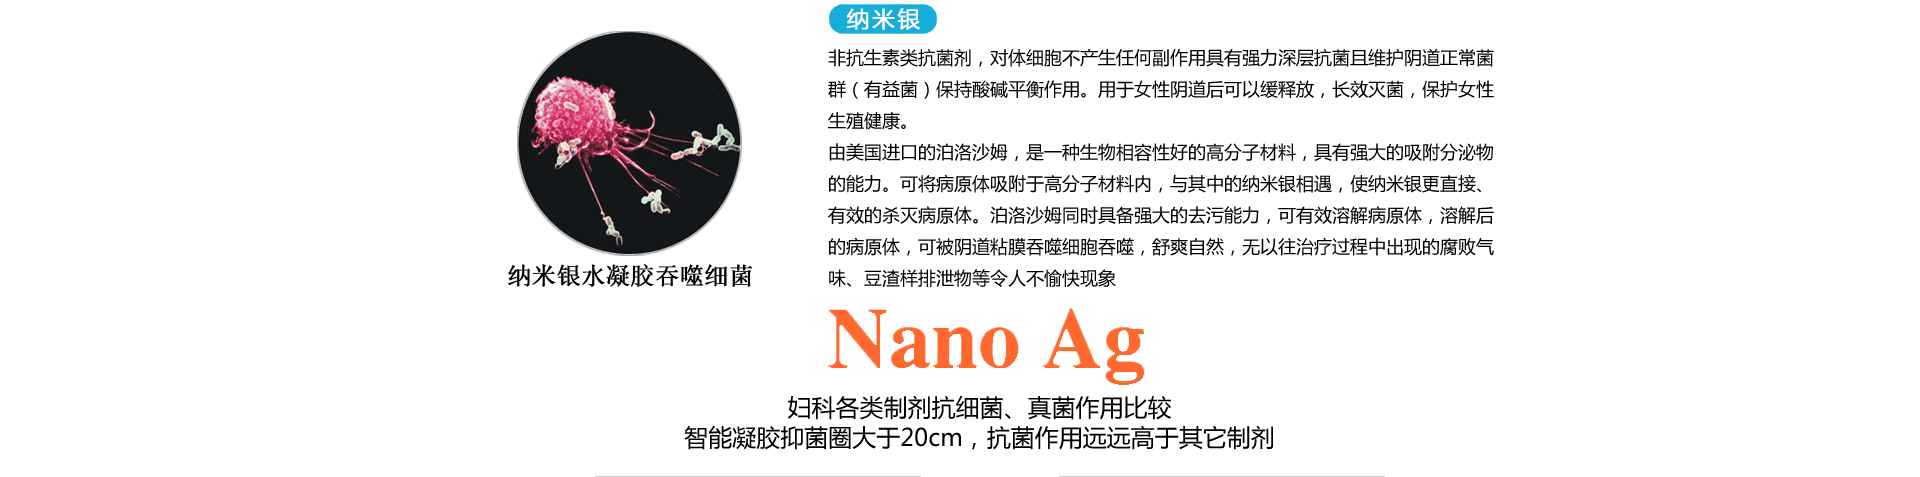 纳米银
非抗生素类抗菌剂，对体细胞不产生任何副作用具有强力深层抗菌且维护阴道正常菌
群（有益菌）保持酸碱平衡作用。用于女性阴道后可以缓释放，长效灭菌，保护女性
生殖健康。
由美国进口的泊洛沙姆，是一种生物相容性好的高分子材料，具有强大的吸附分泌物
的能力。可将病原体吸附于高分子材料内，与其中的纳米银相遇，使纳米银更直接、
有效的杀灭病原体。泊洛沙姆同时具备强大的去污能力，可有效溶解病原体，溶解后
的病原体，可被阴道粘膜吞噬细胞吞噬，舒爽自然，无以往治疗过程中出现的腐败气
味、豆渣样排泄物等令人不愉快现象
纳米银水凝胶吞噬细菌
Nano Ag
妇科各类制剂抗细菌、真菌作用比较
智能凝胶抑菌圈大于20cm，抗菌作用远远高于其它制剂